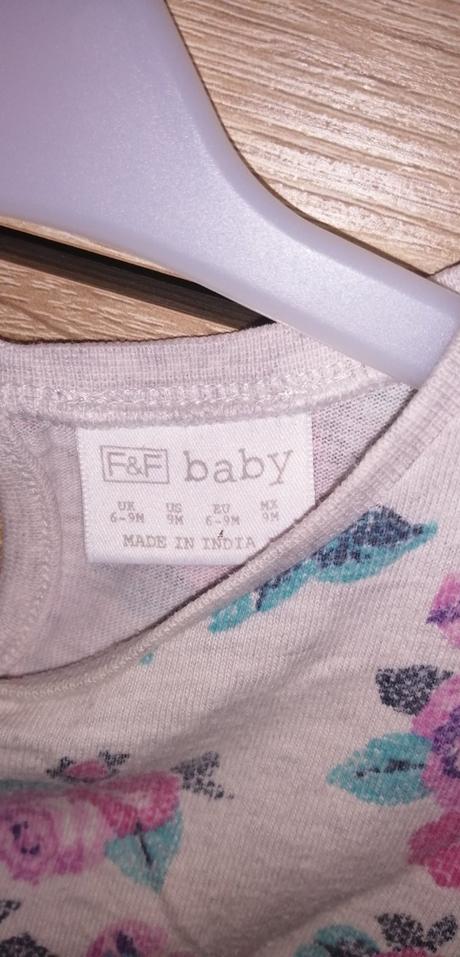 F&F baby
UK US EU MX
6-9M 9M 6-9M 9M
MADE IN INDIA